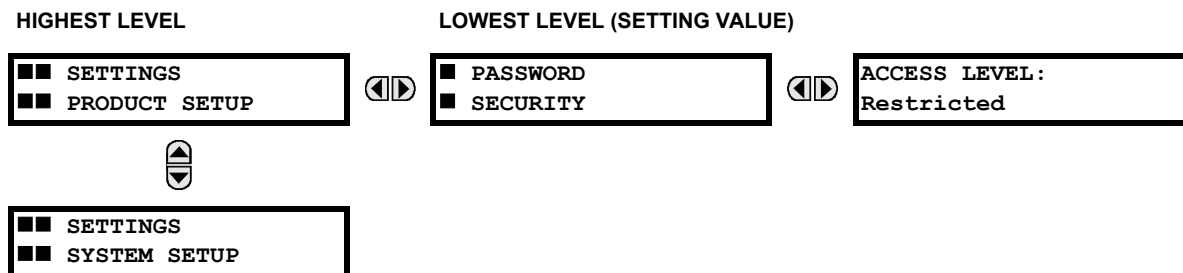 HIGHEST LEVEL
LOWEST LEVEL (SETTING VALUE)
■■ SETTINGS
■■ PRODUCT SETUP
■ PASSWORD
■ SECURITY
ACCESS LEVEL:
Restricted
■■ SETTINGS
■■ SYSTEM SETUP